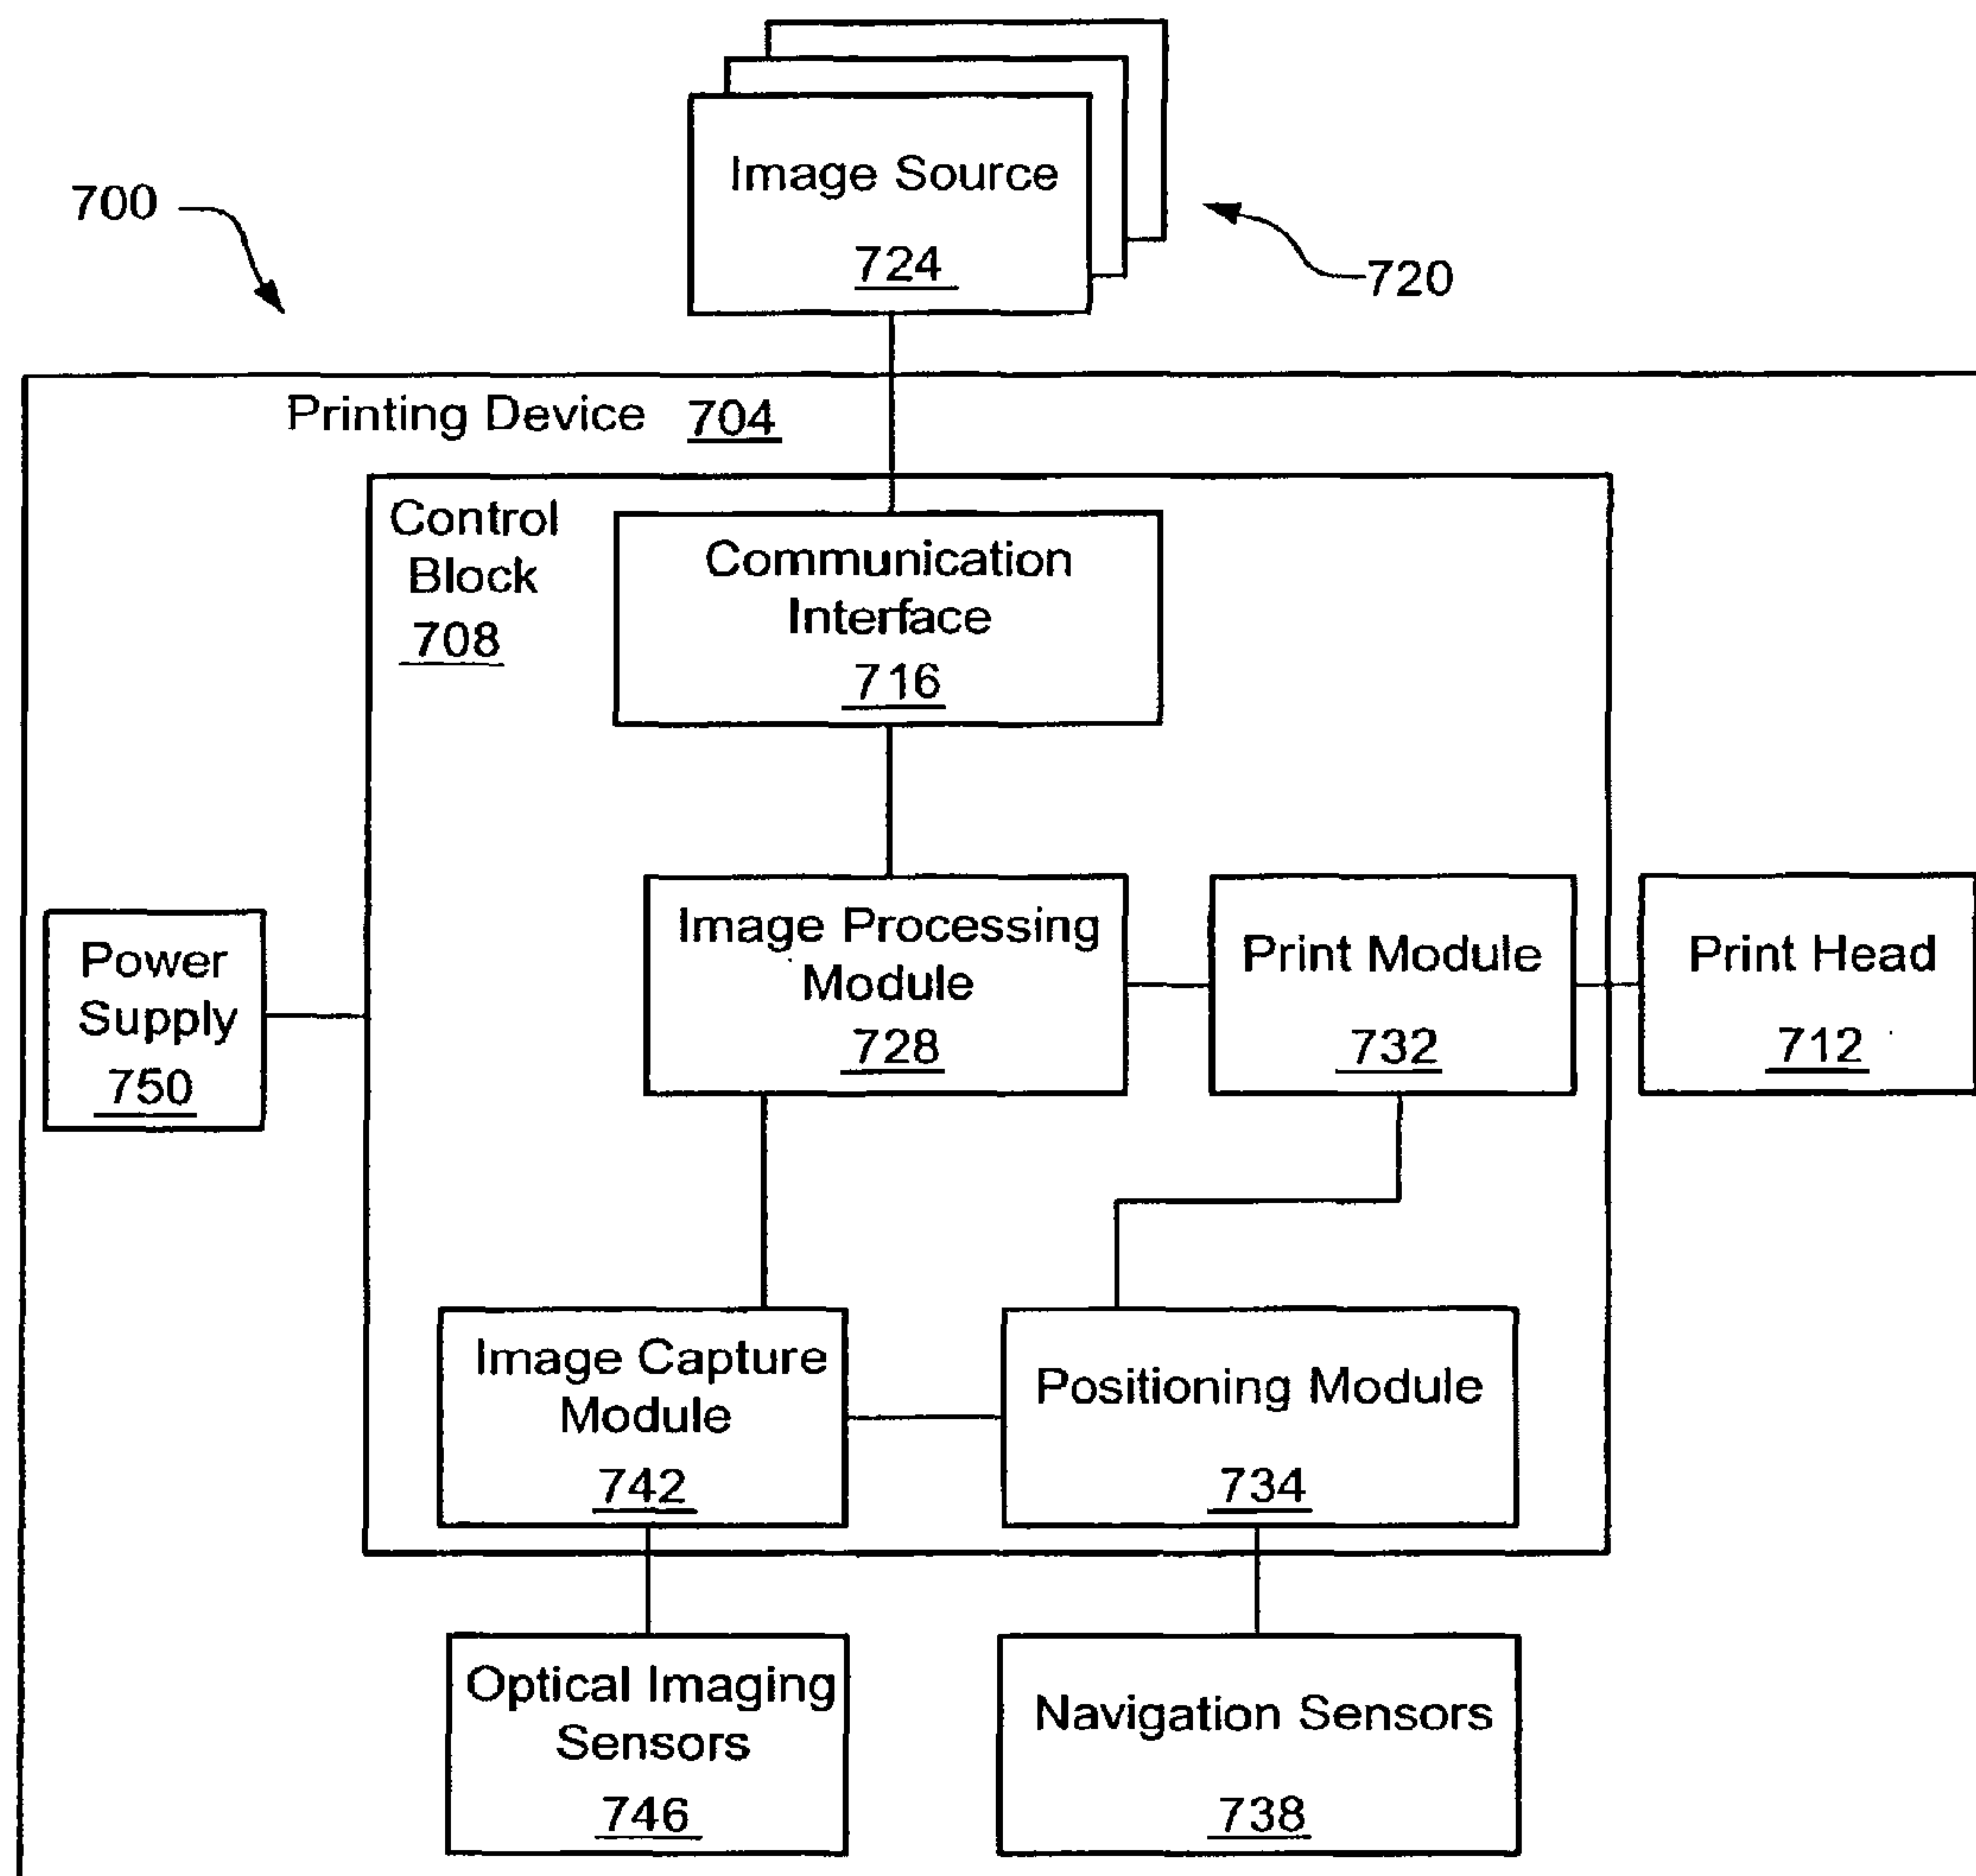 Image Source
724
700
720
Printing Device 704
Control
Block
708
Communication
Interface
716
Image Processing
Module
728
Print Module
732
Print Head
712
Power
Supply
750
Image Capture
Module
742
Positioning Module
734
Optical Imaging
Sensors
746
Navigation Sensors
738